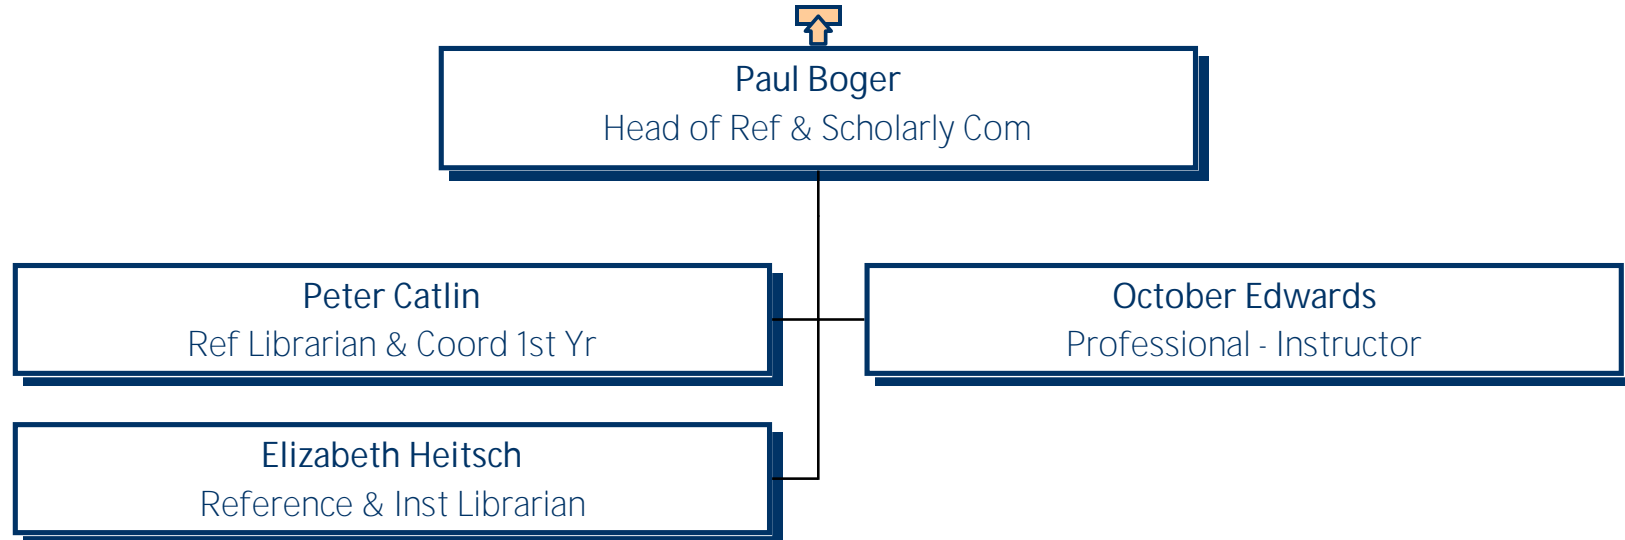 Paul Boger
Head of Ref & Scholarly Com
Peter Catlin
Ref Librarian & Coord 1st Yr
October Edwards
Professional - Instructor
Elizabeth Heitsch
Reference & Inst Librarian